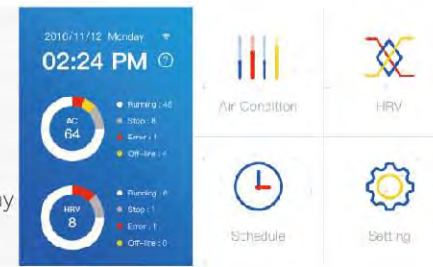 2016/11/12 Monday
02:24 PM ?
AC
64
Running : 48
Stop : 8
Error : 1
Off-line : 4
HRV
8
Running : 6
Stop : 1
Error : 1
Off-line : 0
Air Condition
HRV
Schedule
Setting